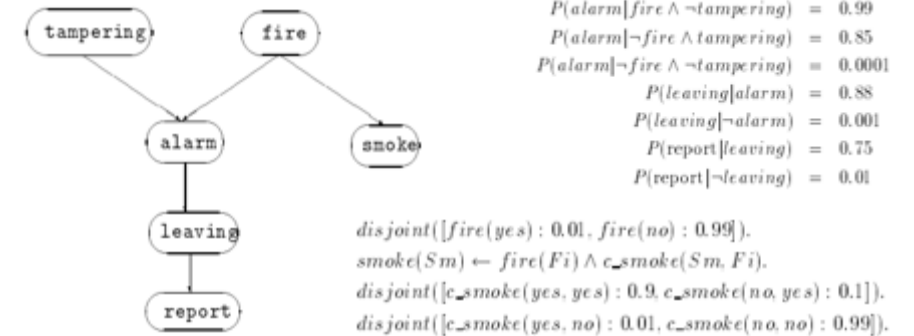 tampering
fire
alarm
smoke
leaving
report
P(alarm|fire ∧ ¬tampering) = 0.99
P(alarm|¬fire ∧ tampering) = 0.85
P(alarm|¬fire ∧ ¬tampering) = 0.0001
P(leaving|alarm) = 0.88
P(leaving|¬alarm) = 0.001
P(report|leaving) = 0.75
P(report|¬leaving) = 0.01
disjoint([fire(yes) : 0.01, fire(no) : 0.99]).
smoke(Sm) ← fire(Fi) ∧ c_smoke(Sm, Fi).
disjoint([c_smoke(yes, yes) : 0.9, c_smoke(no, yes) : 0.1]).
disjoint([c_smoke(yes, no) : 0.01, c_smoke(no, no) : 0.99]).